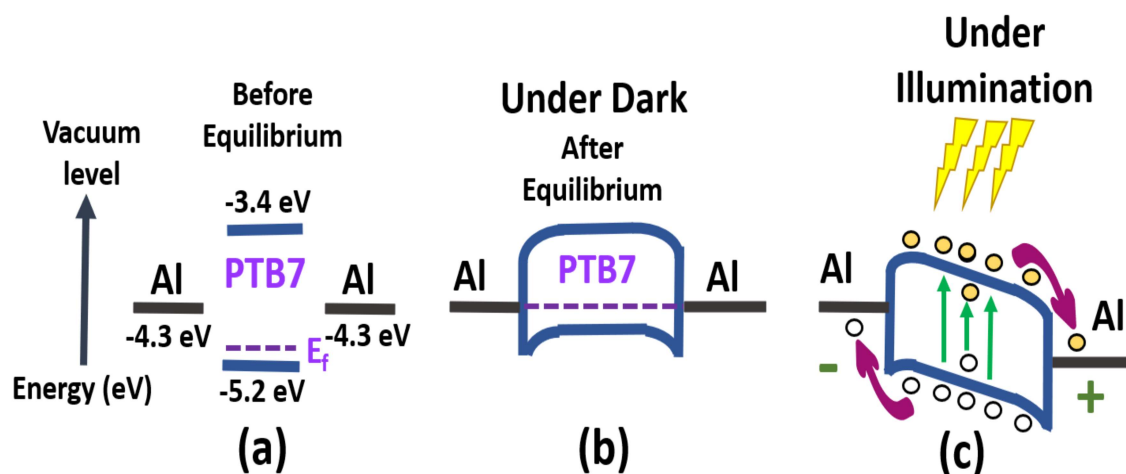 Vacuum
level
Energy (eV)
Before
Equilibrium
-3.4 eV
PTB7
Al
Al
-4.3 eV
-4.3 eV
E_f
-5.2 eV
(a)
Under Dark
After
Equilibrium
PTB7
Al
Al
(b)
Under
Illumination
Al
Al
-
+
(c)